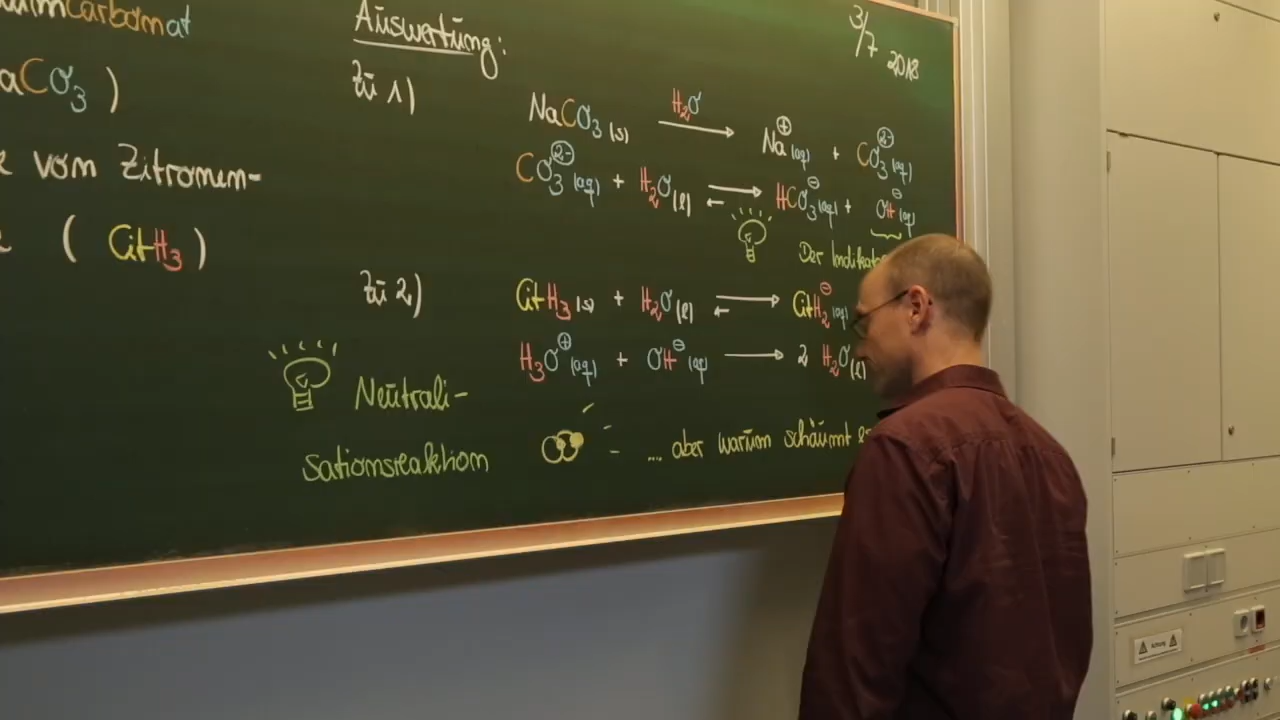 Carbonat
aCO3 )
vom Zitronen-
( CitH3 )
Auswertung:
Zu 1)
3/7 2018
NaCO3 (s) H2O → Na⊕(aq) + CO3 2-(aq)
CO3 2-(aq) + H2O(l) ⇌ HCO3⊖(aq) + OH⊖(aq)
Der Indikator
Zu 2)
CitH3(s) + H2O(l) ⇌ CitH2⊖(aq)
H3O⊕(aq) + OH⊖(aq) → 2 H2O(l)
Neutrali-
sationsreaktion
- .... aber warum schäumt
Achtung